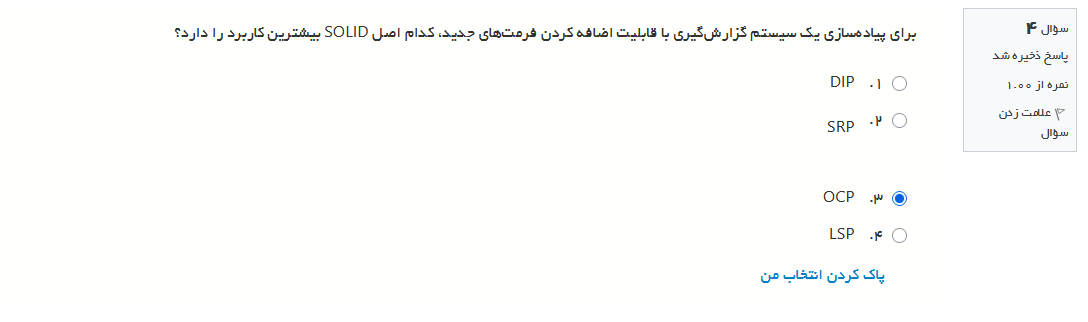 سؤال ۴
پاسخ ذخیره شد
نمره از ۱.۰۰
علامت زدن
سؤال
برای پیاده‌سازی یک سیستم گزارش‌گیری با قابلیت اضافه کردن فرمت‌های جدید، کدام اصل SOLID بیشترین کاربرد را دارد؟
۱. DIP
۲. SRP
۳. OCP
۴. LSP
پاک کردن انتخاب من